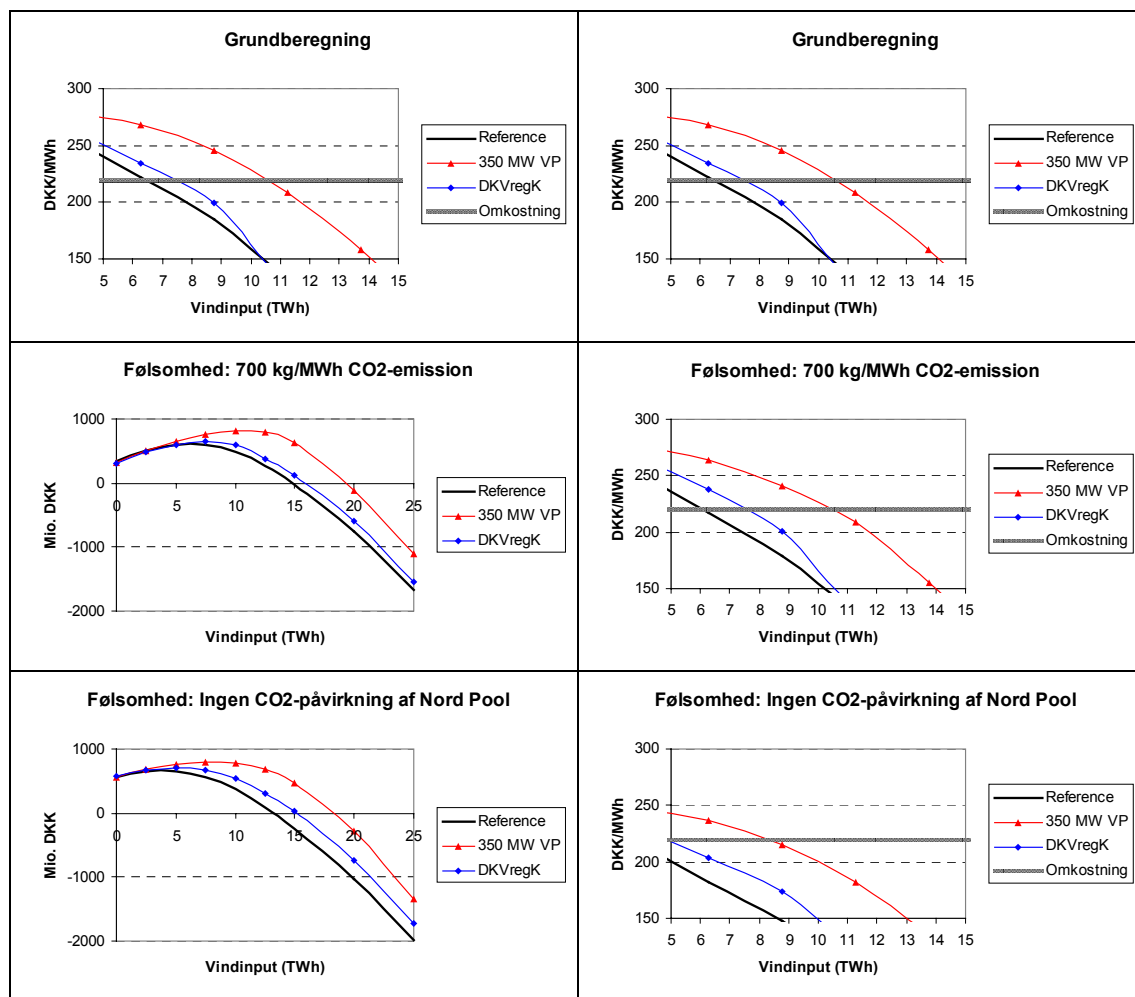 Grundberegning
DKK/MWh
300
250
200
150
5 6 7 8 9 10 11 12 13 14 15
Vindinput (TWh)
Reference
350 MW VP
DKVregK
Omkostning
Grundberegning
DKK/MWh
300
250
200
150
5 6 7 8 9 10 11 12 13 14 15
Vindinput (TWh)
Reference
350 MW VP
DKVregK
Omkostning
Følsomhed: 700 kg/MWh CO2-emission
Mio. DKK
1000
0
-1000
-2000
0 5 10 15 20 25
Vindinput (TWh)
Reference
350 MW VP
DKVregK
Følsomhed: 700 kg/MWh CO2-emission
DKK/MWh
300
250
200
150
5 6 7 8 9 10 11 12 13 14 15
Vindinput (TWh)
Reference
350 MW VP
DKVregK
Omkostning
Følsomhed: Ingen CO2-påvirkning af Nord Pool
Mio. DKK
1000
0
-1000
-2000
0 5 10 15 20 25
Vindinput (TWh)
Reference
350 MW VP
DKVregK
Følsomhed: Ingen CO2-påvirkning af Nord Pool
DKK/MWh
300
250
200
150
5 6 7 8 9 10 11 12 13 14 15
Vindinput (TWh)
Reference
350 MW VP
DKVregK
Omkostning